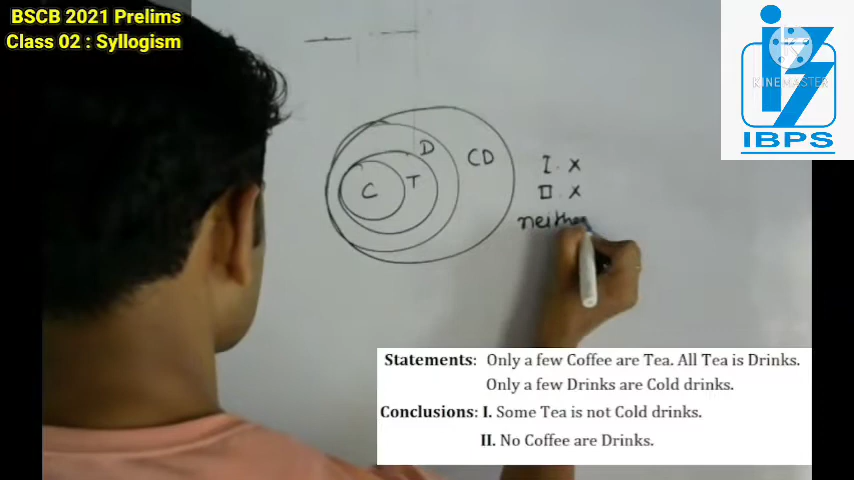 BSCB 2021 Prelims
Class 02 : Syllogism
KINEMASTER
IBPS
D
CD
C
T
I. x
II x
neither
Statements: Only a few Coffee are Tea. All Tea is Drinks.
Only a few Drinks are Cold drinks.
Conclusions: I. Some Tea is not Cold drinks.
II. No Coffee are Drinks.